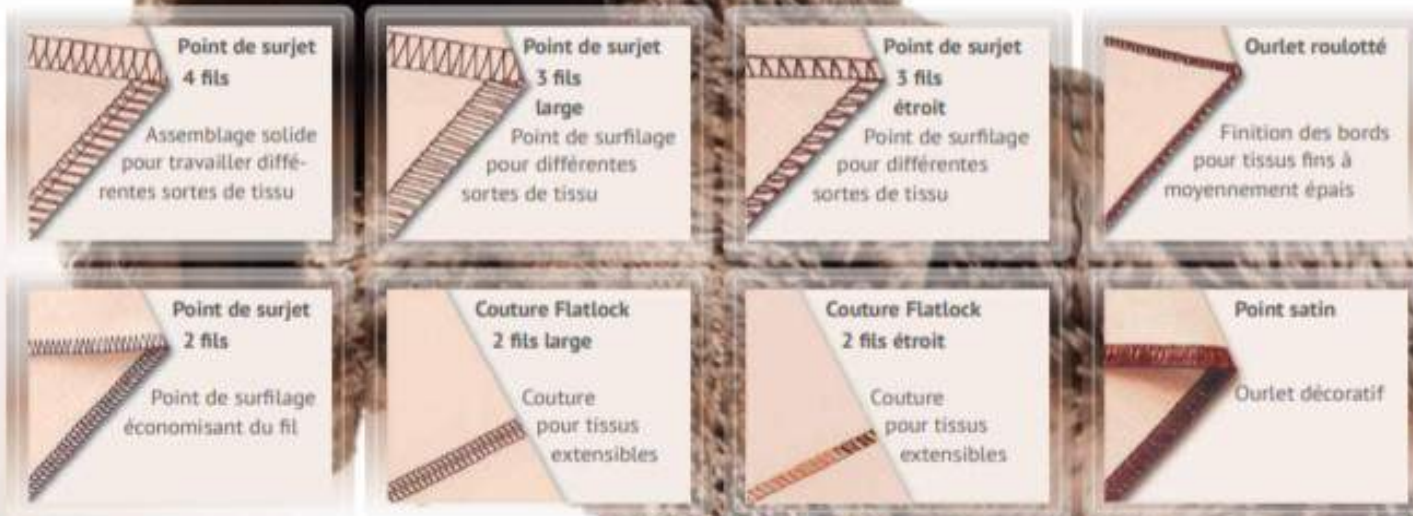 Point de surjet
4 fils
Assemblage solide
pour travailler diffé-
rentes sortes de tissu
Point de surjet
3 fils
large
Point de surfilage
pour différentes
sortes de tissu
Point de surjet
3 fils
étroit
Point de surfilage
pour différentes
sortes de tissu
Ourlet roulotté
Finition des bords
pour tissus fins à
moyennement épais
Point de surjet
2 fils
Point de surfilage
économisant du fil
Couture Flatlock
2 fils large
Couture
pour tissus
extensibles
Couture Flatlock
2 fils étroit
Couture
pour tissus
extensibles
Point satin
Ourlet décoratif